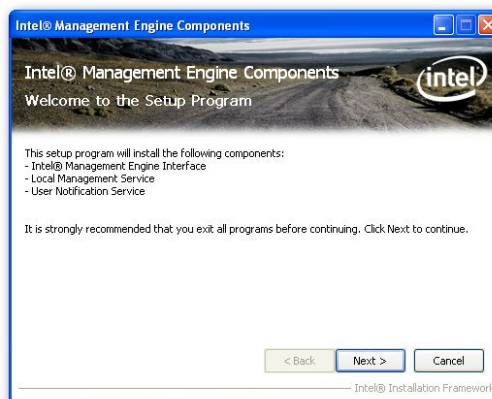 Intel® Management Engine Components
Intel® Management Engine Components
intel
Welcome to the Setup Program
This setup program will install the following components:
- Intel® Management Engine Interface
- Local Management Service
- User Notification Service
It is strongly recommended that you exit all programs before continuing. Click Next to continue.
< Back
Next >
Cancel
Intel® Installation Framework